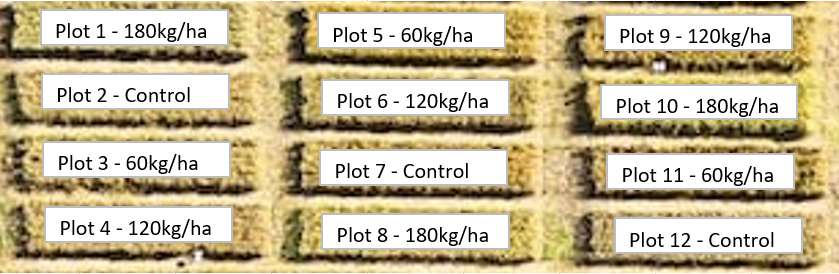 Plot 1 - 180kg/ha
Plot 2 - Control
Plot 3 - 60kg/ha
Plot 4 - 120kg/ha
Plot 5 - 60kg/ha
Plot 6 - 120kg/ha
Plot 7 - Control
Plot 8 - 180kg/ha
Plot 9 - 120kg/ha
Plot 10 - 180kg/ha
Plot 11 - 60kg/ha
Plot 12 - Control